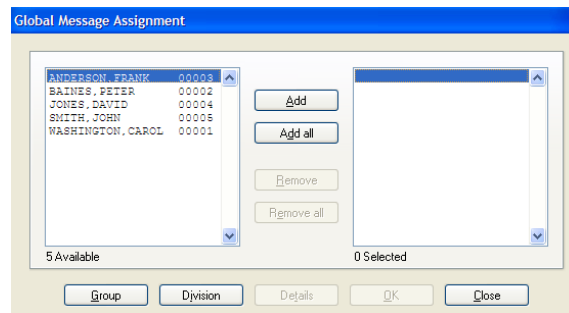 Global Message Assignment
ANDERSON, FRANK 00003
BAINES, PETER 00002
JONES, DAVID 00004
SMITH, JOHN 00005
WASHINGTON, CAROL 00001
Add
Add all
Remove
Remove all
5 Available
0 Selected
Group
Division
Details
OK
Close